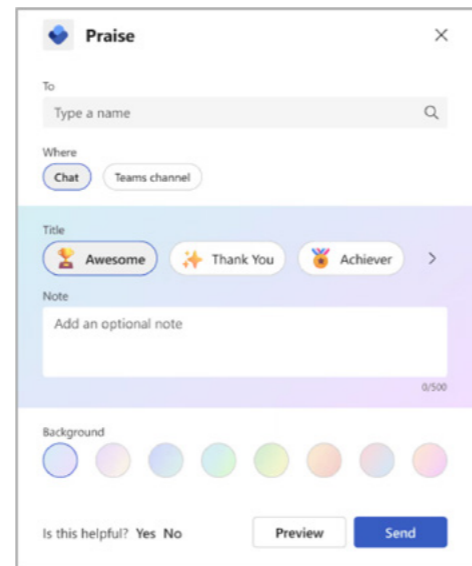 Praise
To
Type a name
Where
Chat Teams channel
Title
Awesome Thank You Achiever
Note
Add an optional note
0/500
Background
Is this helpful? Yes No Preview Send